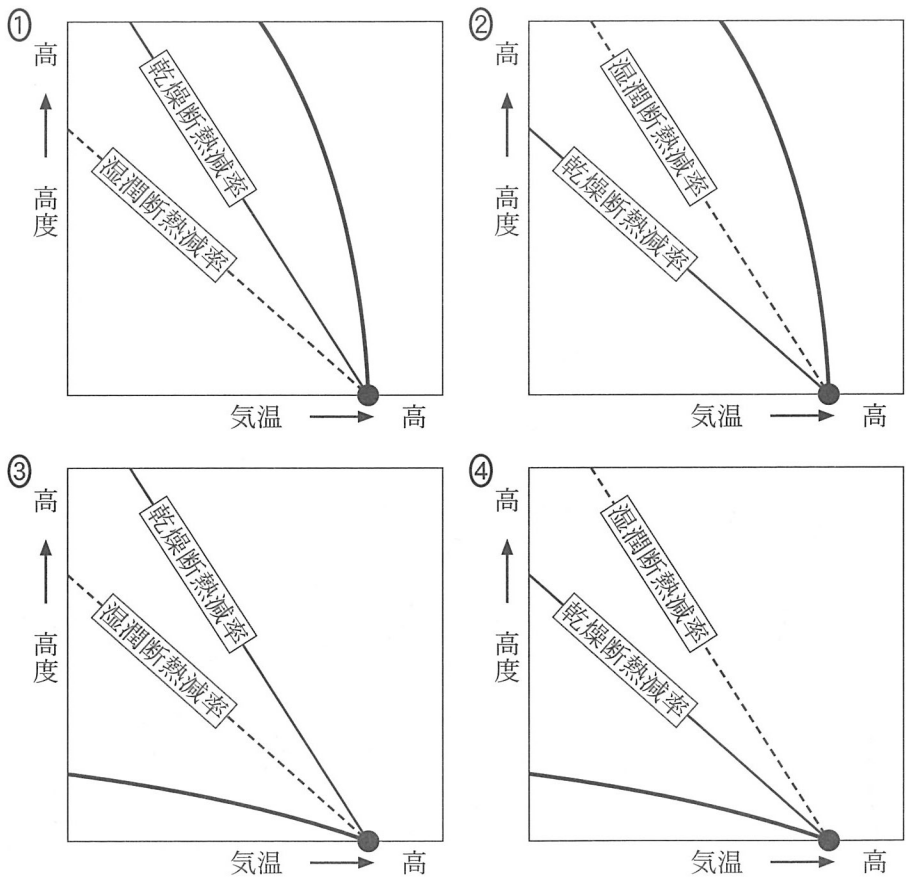 ①
高
高度
乾燥断熱減率
湿潤断熱減率
気温
高
②
高
高度
湿潤断熱減率
乾燥断熱減率
気温
高
③
高
高度
乾燥断熱減率
湿潤断熱減率
気温
高
④
高
高度
湿潤断熱減率
乾燥断熱減率
気温
高